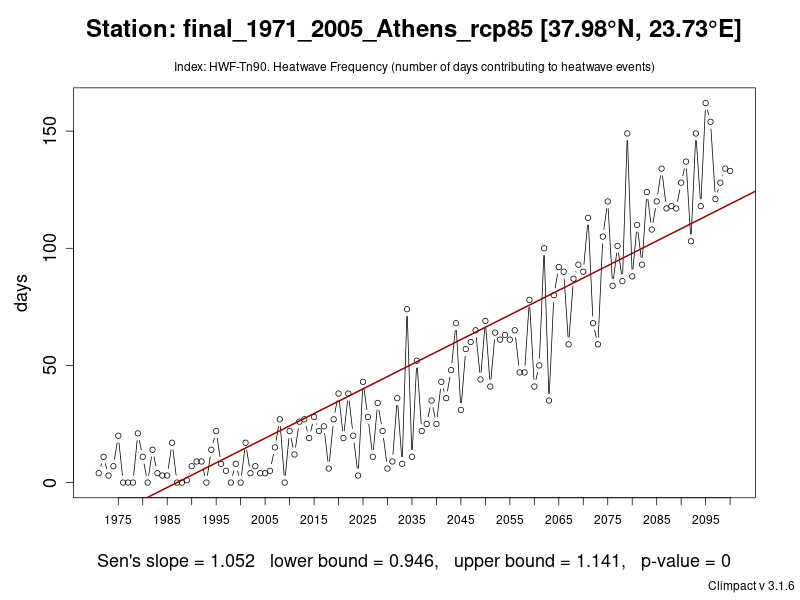 Station: final_1971_2005_Athens_rcp85 [37.98°N, 23.73°E]
Index: HWF-Tn90. Heatwave Frequency (number of days contributing to heatwave events)
150
100
50
0
days
1975 1985 1995 2005 2015 2025 2035 2045 2055 2065 2075 2085 2095
Sen's slope = 1.052 lower bound = 0.946, upper bound = 1.141, p-value = 0
Climpact v 3.1.6